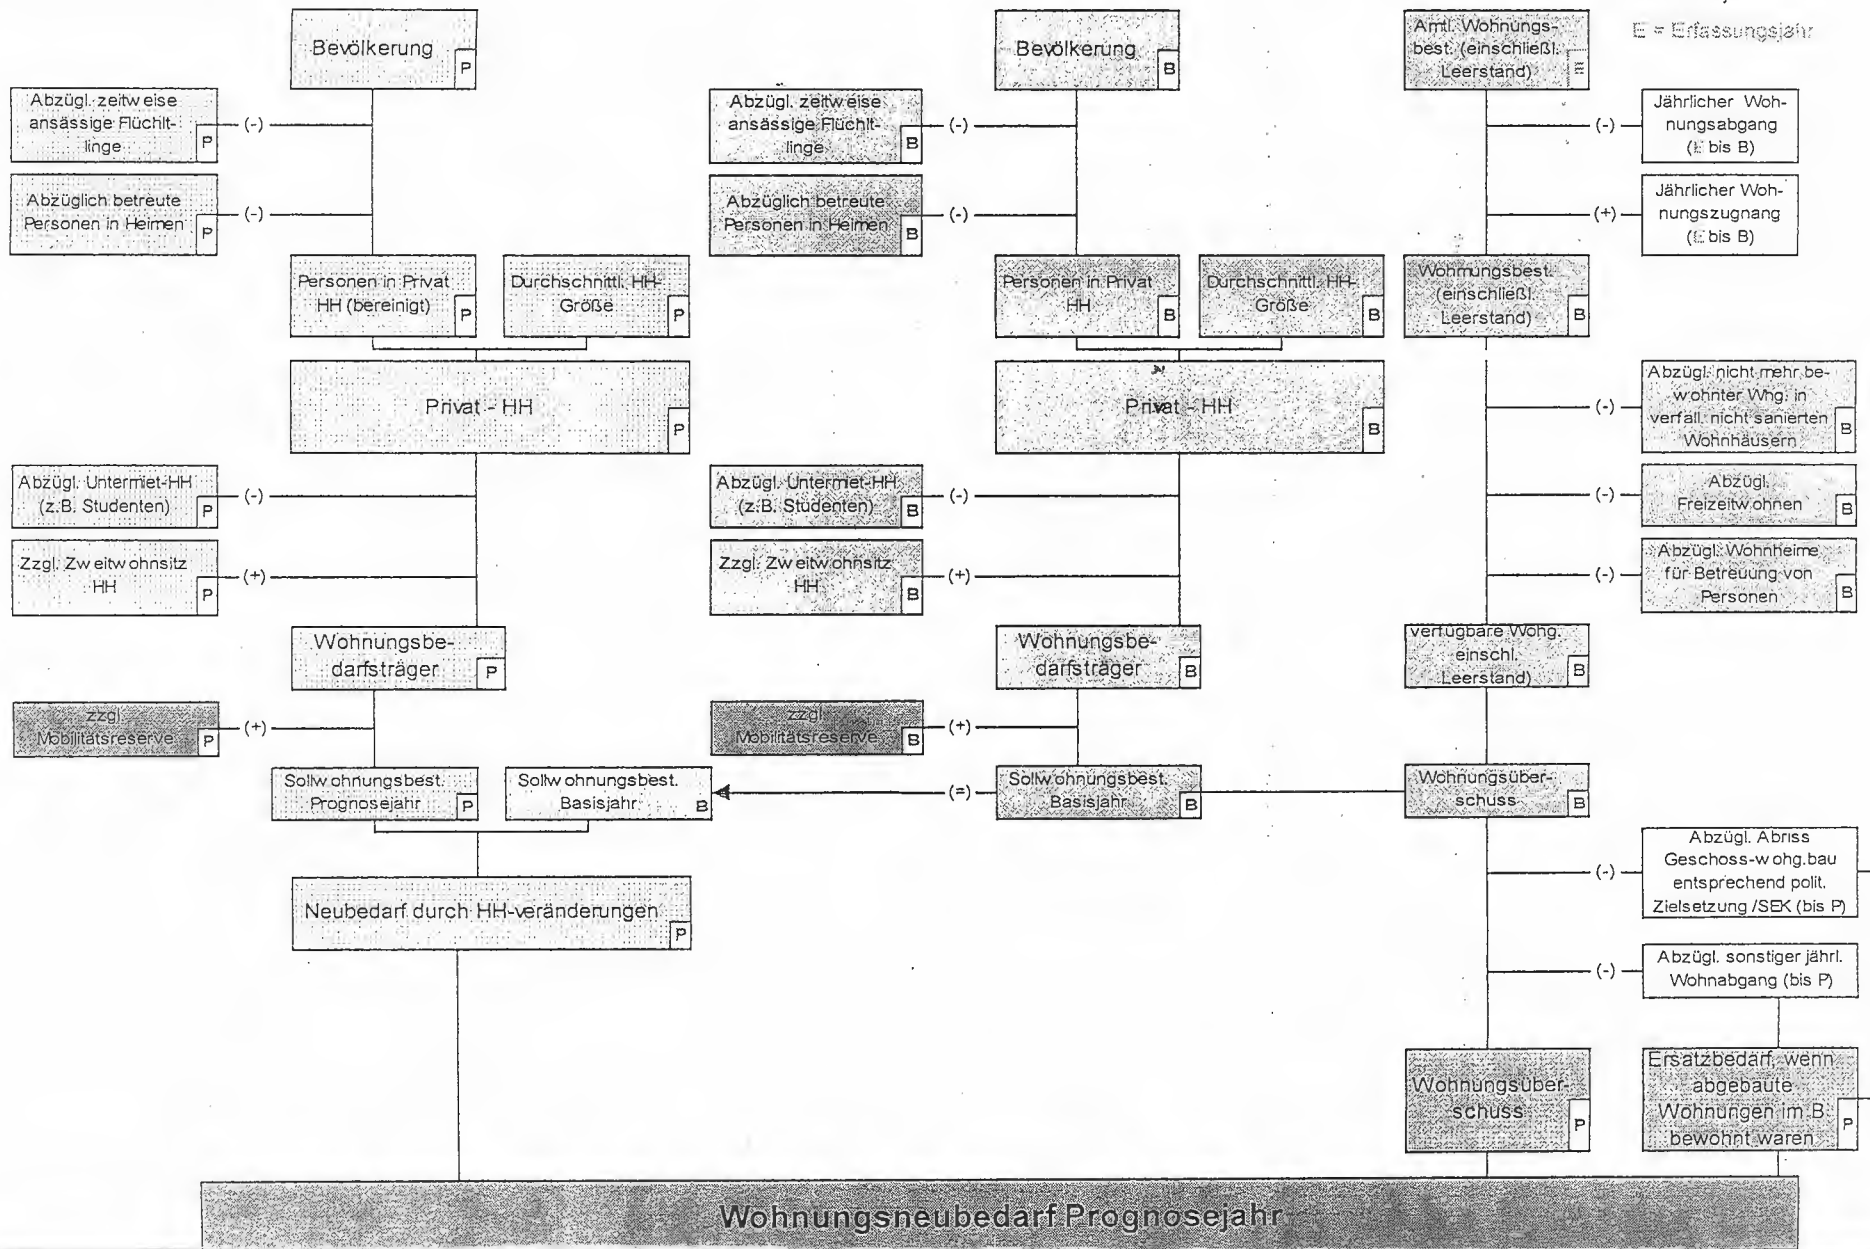 E = Erfassungsjahr
Bevölkerung
P
Abzügl. zeitweise
ansässige Flüchlt-
linge
P
(-)
Abzüglich betreute
Personen in Heimen
P
(-)
Personen in Privat
HH (bereinigt)
P
Durchschnittl. HH-
Größe
P
Privat - HH
P
Abzügl. Untermiet-HH
(z.B. Studenten)
P
(-)
Zzgl. Zweitwohnsitz
HH
P
(+)
Wohnungsbe-
darfsträger
P
zzgl.
Mobilitätsreserve
P
(+)
Sollwohnungsbest.
Prognosejahr
P
Sollwohnungsbest.
Basisjahr
B
Neubedarf durch HH-veränderungen
P
Bevölkerung
B
Abzügl. zeitweise
ansässige Flüchlt-
linge
B
(-)
Abzüglich betreute
Personen in Heimen
B
(-)
Personen in Privat
HH
B
Durchschnittl. HH-
Größe
B
Privat - HH
B
Abzügl. Untermiet-HH
(z.B. Studenten)
B
(-)
Zzgl. Zweitwohnsitz
HH
B
(+)
Wohnungsbe-
darfsträger
B
zzgl.
Mobilitätsreserve
B
(+)
(=)
Sollwohnungsbest.
Basisjahr
B
Amtl. Wohnungs-
best. (einschließl.
Leerstand)
E
(-)
Jährlicher Woh-
nungsabgang
(E bis B)
(+)
Jährlicher Woh-
nungszugnang
(E bis B)
Wohnungsbest.
(einschließl.
Leerstand)
B
(-)
Abzügl. nicht mehr be-
wohnter Whg. in
verfall. nicht sanierten
Wohnhäusern
B
(-)
Abzügl.
Freizeitwohnen
B
(-)
Abzügl. Wohnheime
für Betreuung von
Personen
B
verfügbare Wohg.
einschl.
Leerstand)
B
Wohnungsüber-
schuss
B
(-)
Abzügl. Abriss
Geschoss-wohg.bau
entsprechend polit.
Zielsetzung /SEK (bis P)
(-)
Abzügl. sonstiger jährl.
Wohnabgang (bis P)
Wohnungsüber-
schuss
P
Ersatzbedarf, wenn
abgebaute
Wohnungen im B
bewohnt waren
P
Wohnungsneubedarf Prognosejahr